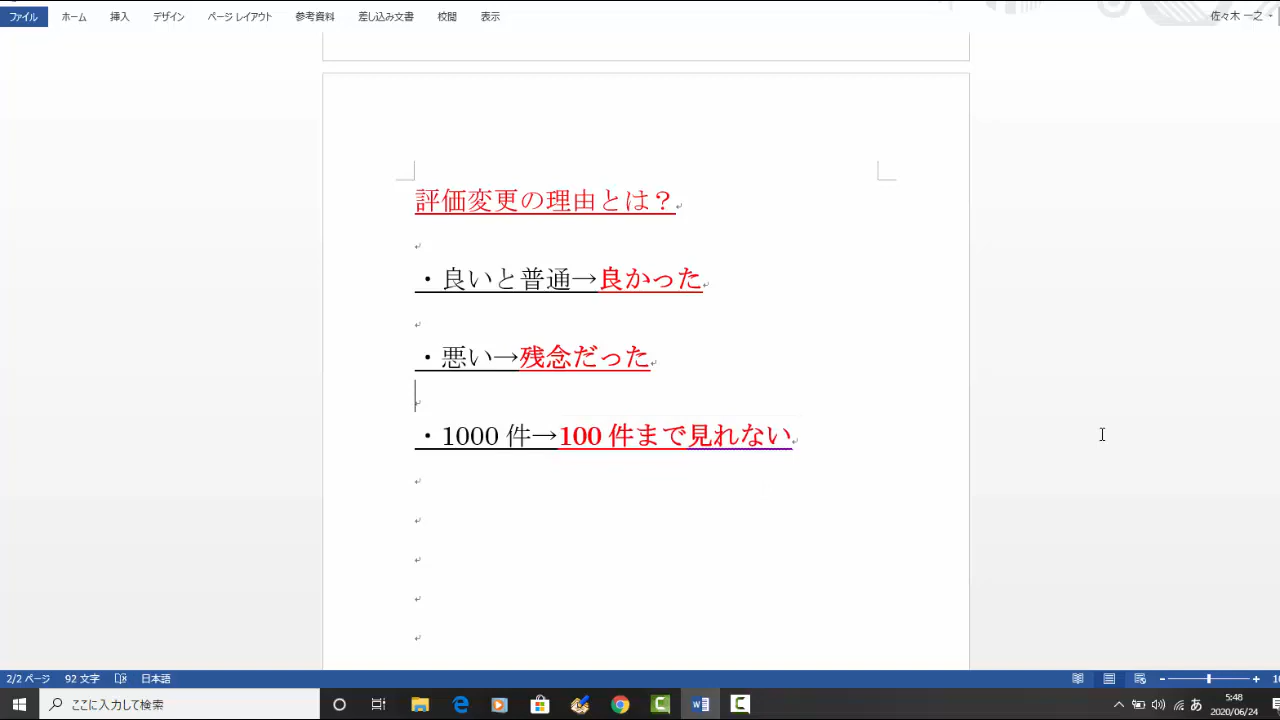 ファイル ホーム 挿入 デザイン ページ レイアウト 参考資料 差し込み文書 校閲 表示 佐々木 一之
評価変更の理由とは？
・良いと普通→良かった
・悪い→残念だった
・1000 件→100 件まで見れない
2/2 ページ 92 文字 日本語
ここに入力して検索
あ
5:48
2020/06/24